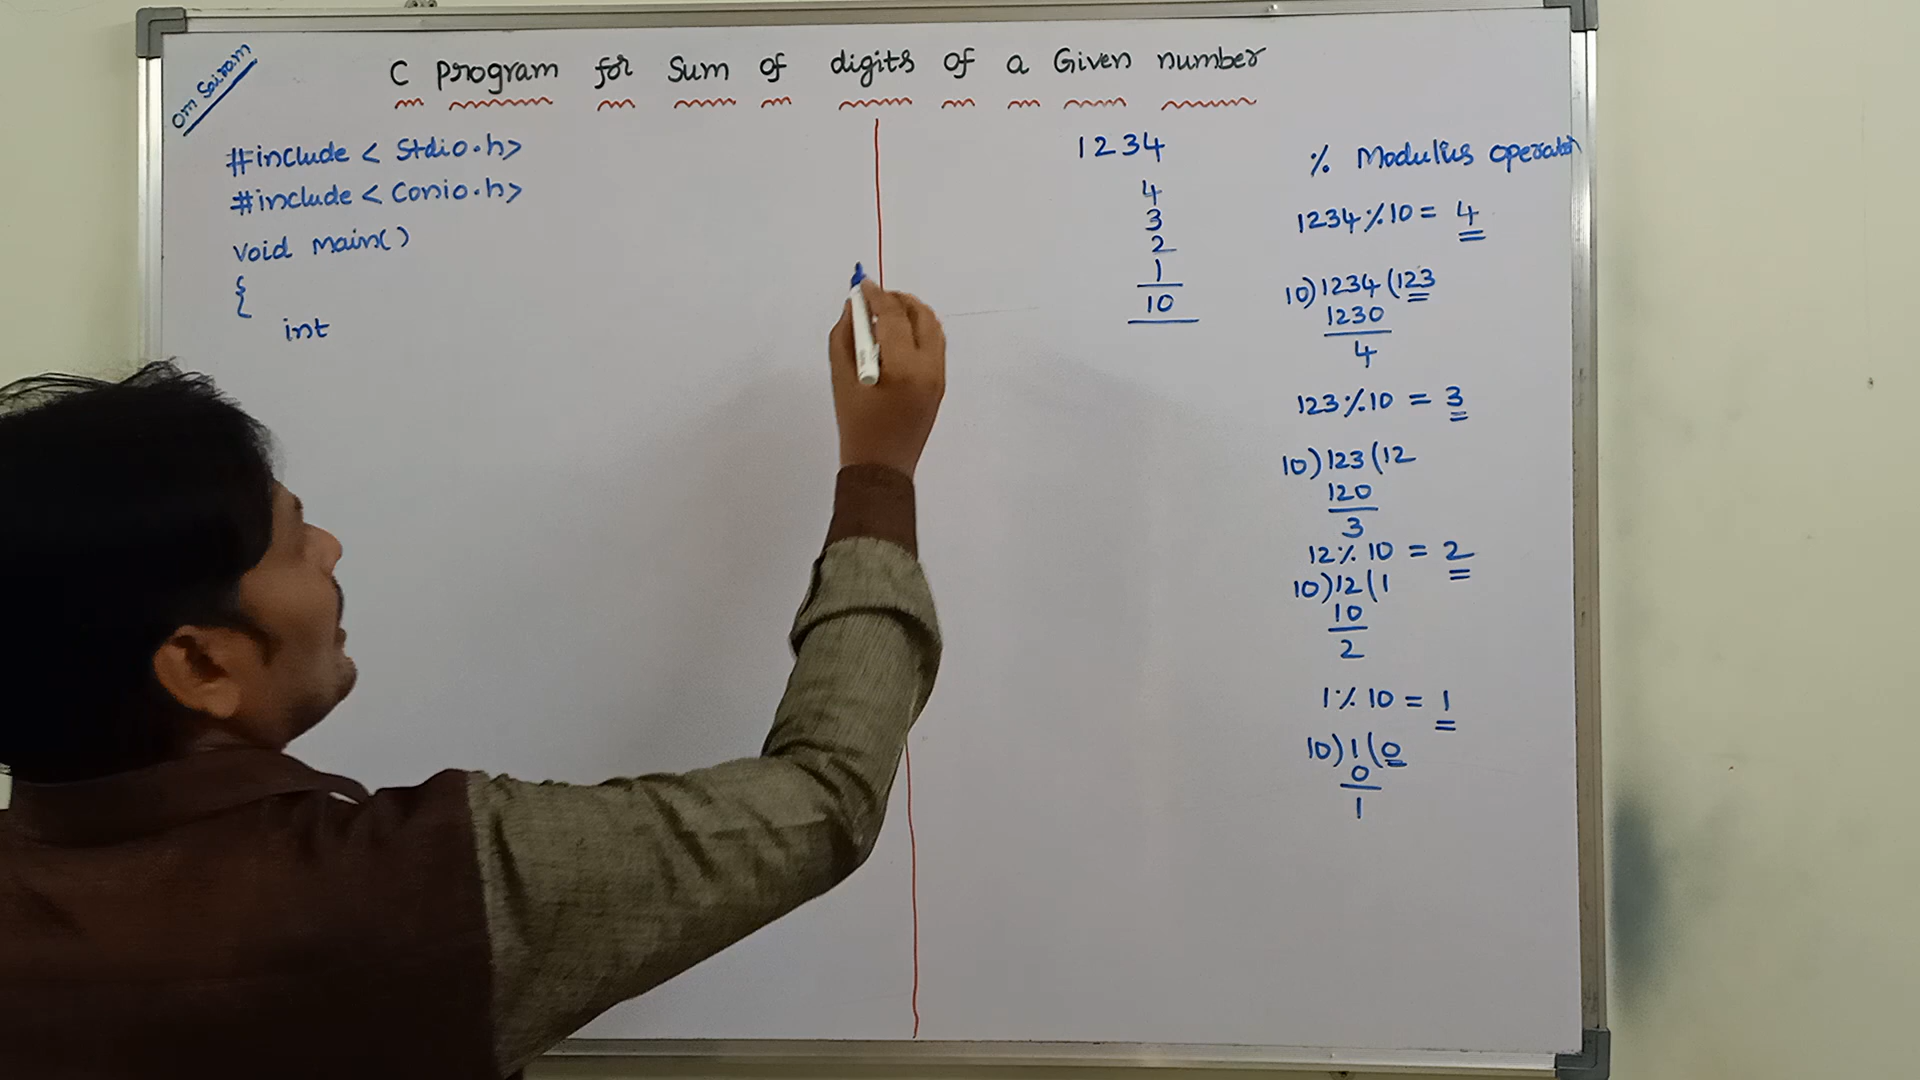 Om Sairam
C program for Sum of digits of a Given number
#include < Stdio.h>
#include < Conio.h>
Void main()
{
int
1234
4
3
2
1
10
% Modulus operator
1234%10 = 4
10)1234(123
1230
4
123%10 = 3
10)123(12
120
3
12%10 = 2
10)12(1
10
2
1%10 = 1
10)1(0
0
1